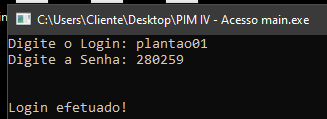 C:\Users\Cliente\Desktop\PIM IV - Acesso main.exe
Digite o Login: plantao01
Digite a Senha: 280259
Login efetuado!